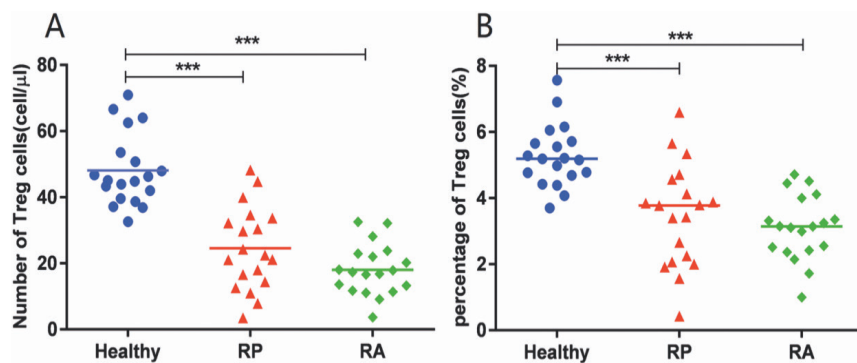 A
Number of Treg cells(cell/μl)
80
60
40
20
0
***
***
Healthy
RP
RA
B
percentage of Treg cells(%)
8
6
4
2
0
***
***
Healthy
RP
RA